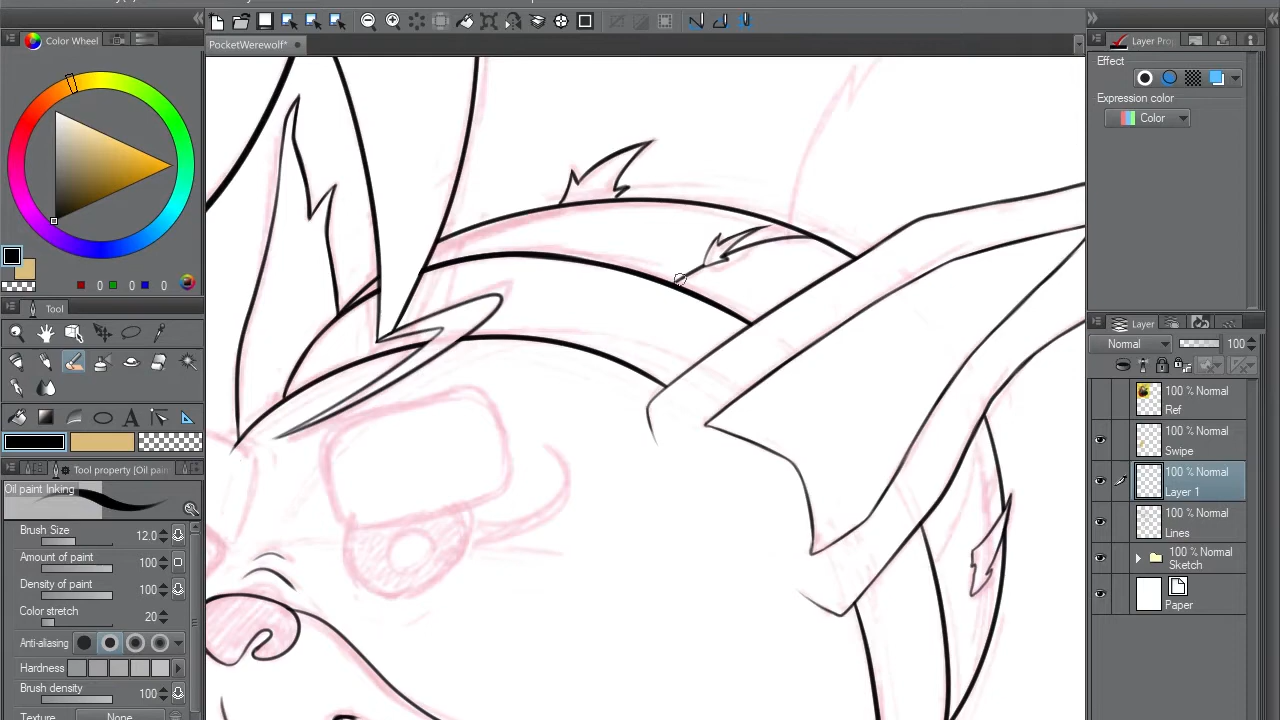 PocketWerewolf*
Color Wheel
0 0 0
Tool
A
Tool property [Oil pain
Oil paint Inking
Brush Size 12.0
Amount of paint 100
Density of paint 100
Color stretch 20
Anti-aliasing
Hardness
Brush density 100
Texture None
Layer Prop
Effect
Expression color
Color
Layer
Normal 100
100 % Normal
Ref
100 % Normal
Swipe
100 % Normal
Layer 1
100 % Normal
Lines
100 % Normal
Sketch
Paper